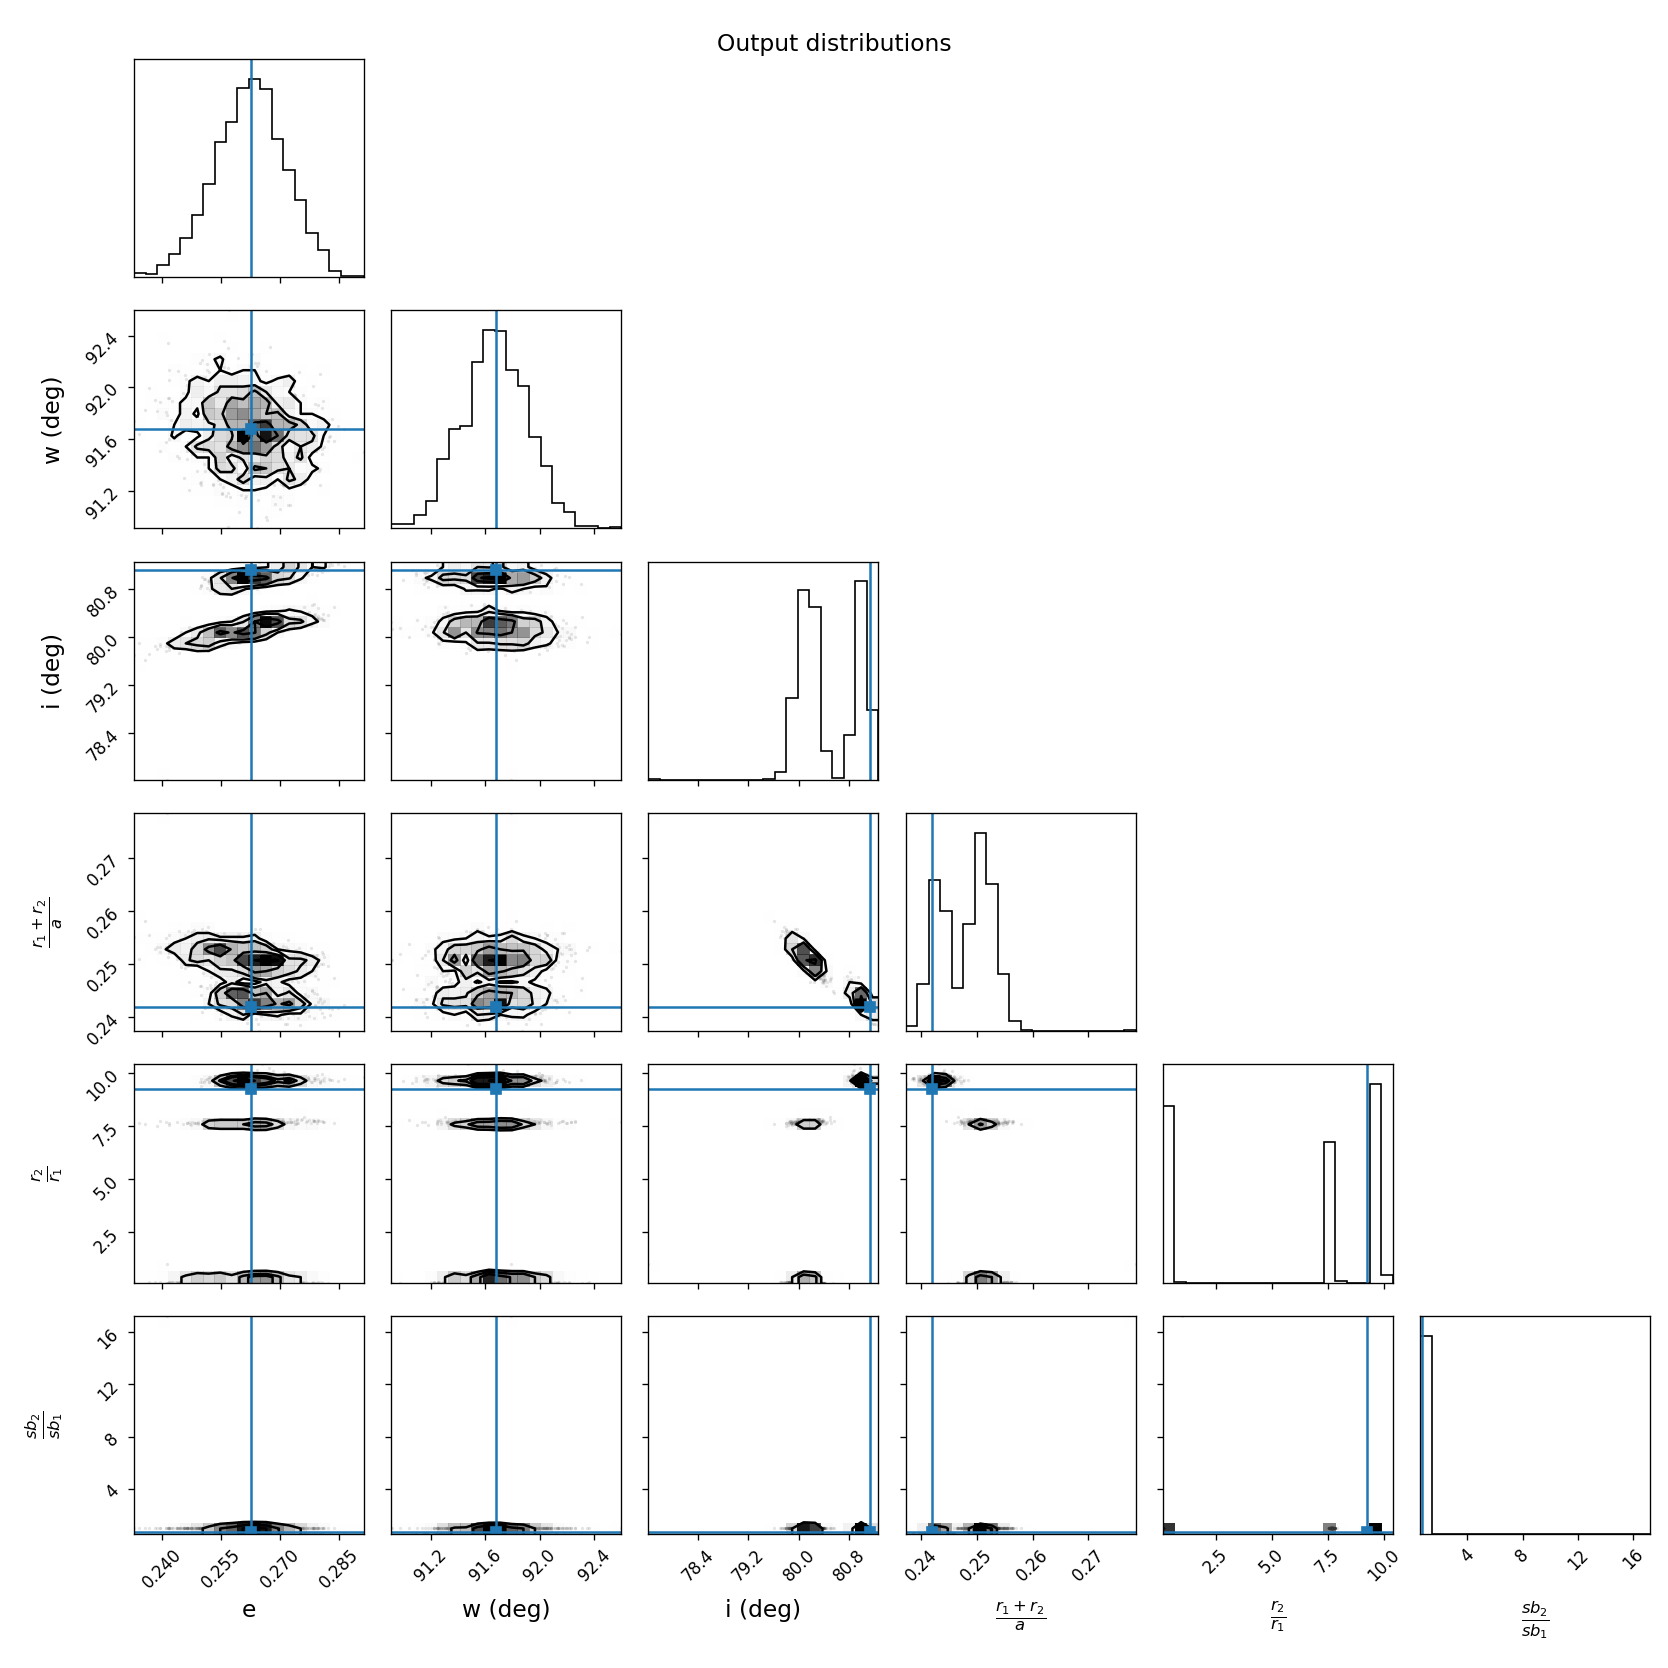 Output distributions
92.4
92.0
91.6
91.2
w (deg)
80.8
80.0
79.2
78.4
i (deg)
0.27
0.26
0.25
0.24
r1 + r2
a
10.0
7.5
5.0
2.5
r2
r1
16
12
8
4
sb2
sb1
0.240 0.255 0.270 0.285 91.2 91.6 92.0 92.4 78.4 79.2 80.0 80.8 0.24 0.25 0.26 0.27 2.5 5.0 7.5 10.0 4 8 12 16
e w (deg) i (deg)
r1 + r2 r2 sb2
a r1 sb1